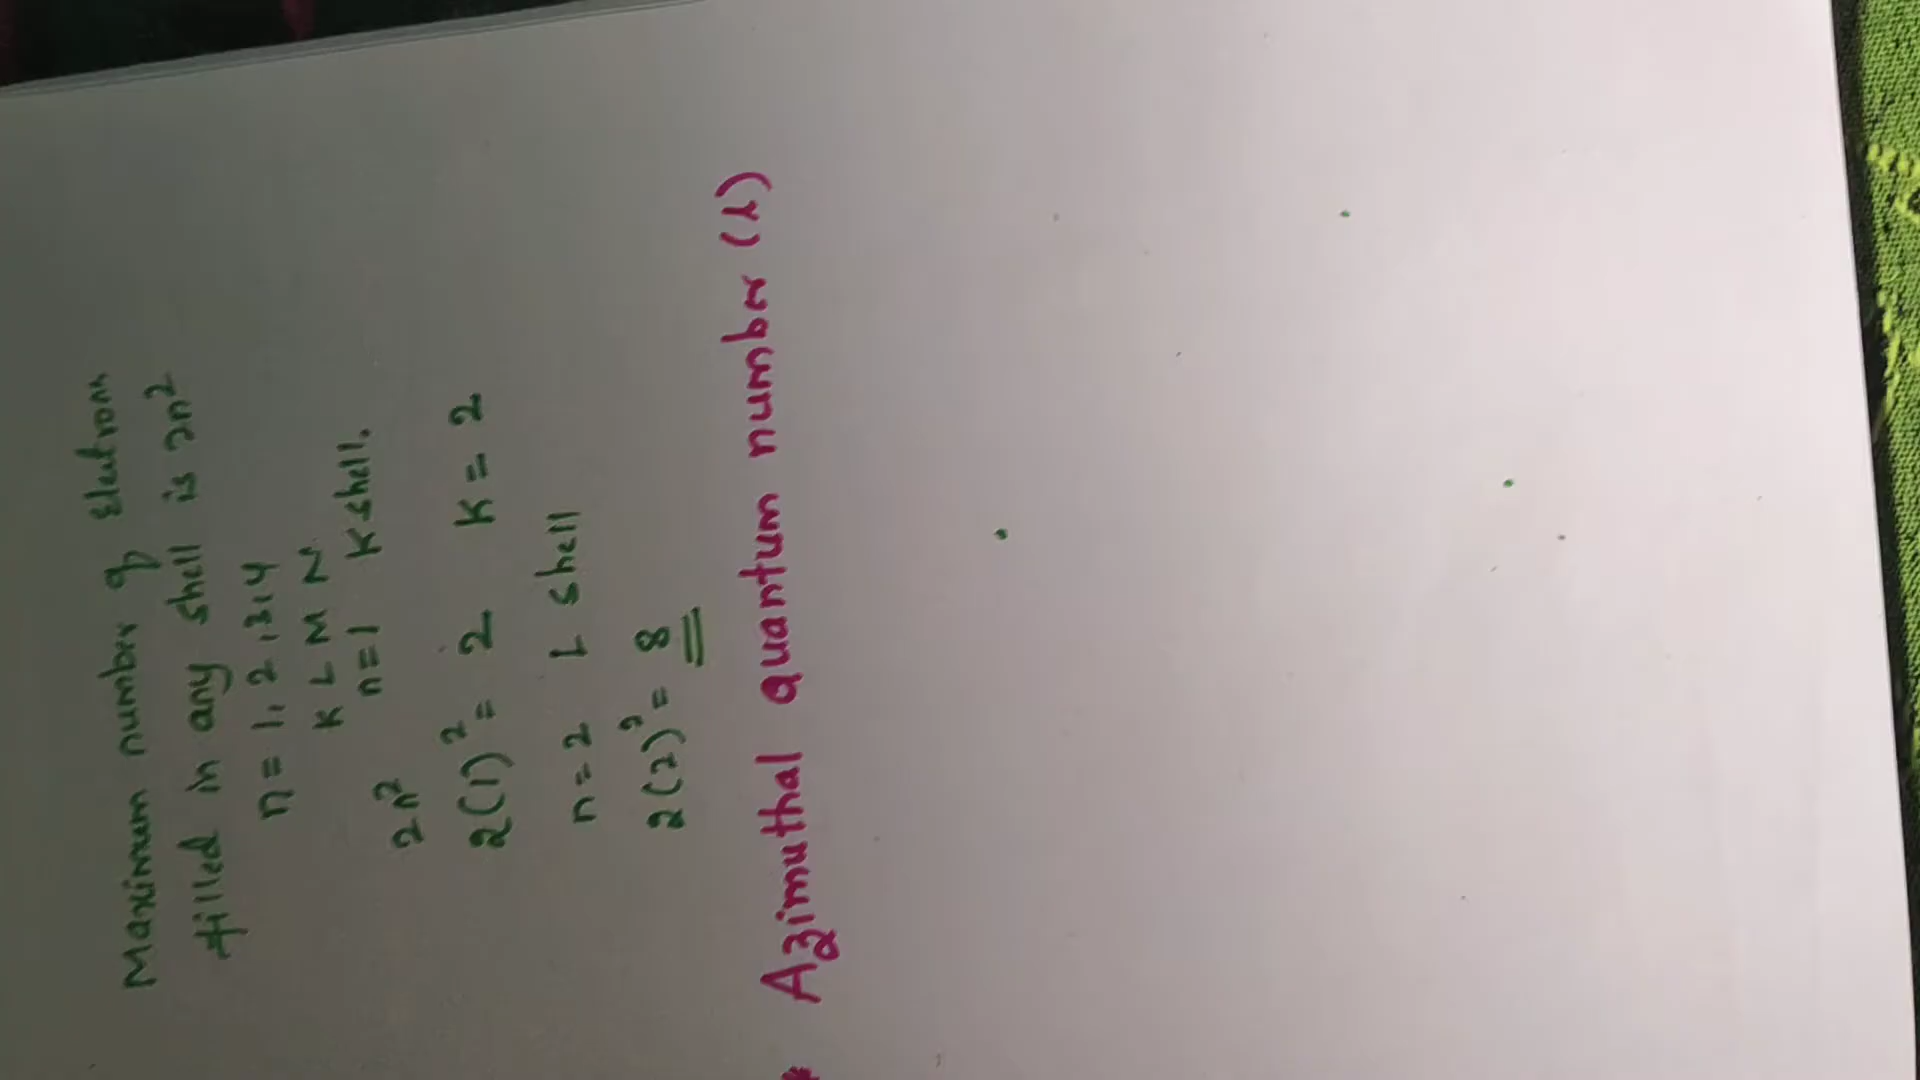 Maximum number of Electrons
filled in any shell is 2n²
n = 1, 2, 3, 4
K L M N
n=1 K shell.
2n²
2(1)² = 2 K = 2
n=2 L shell
2(2)² = 8
* Azimuthal quantum number (l)